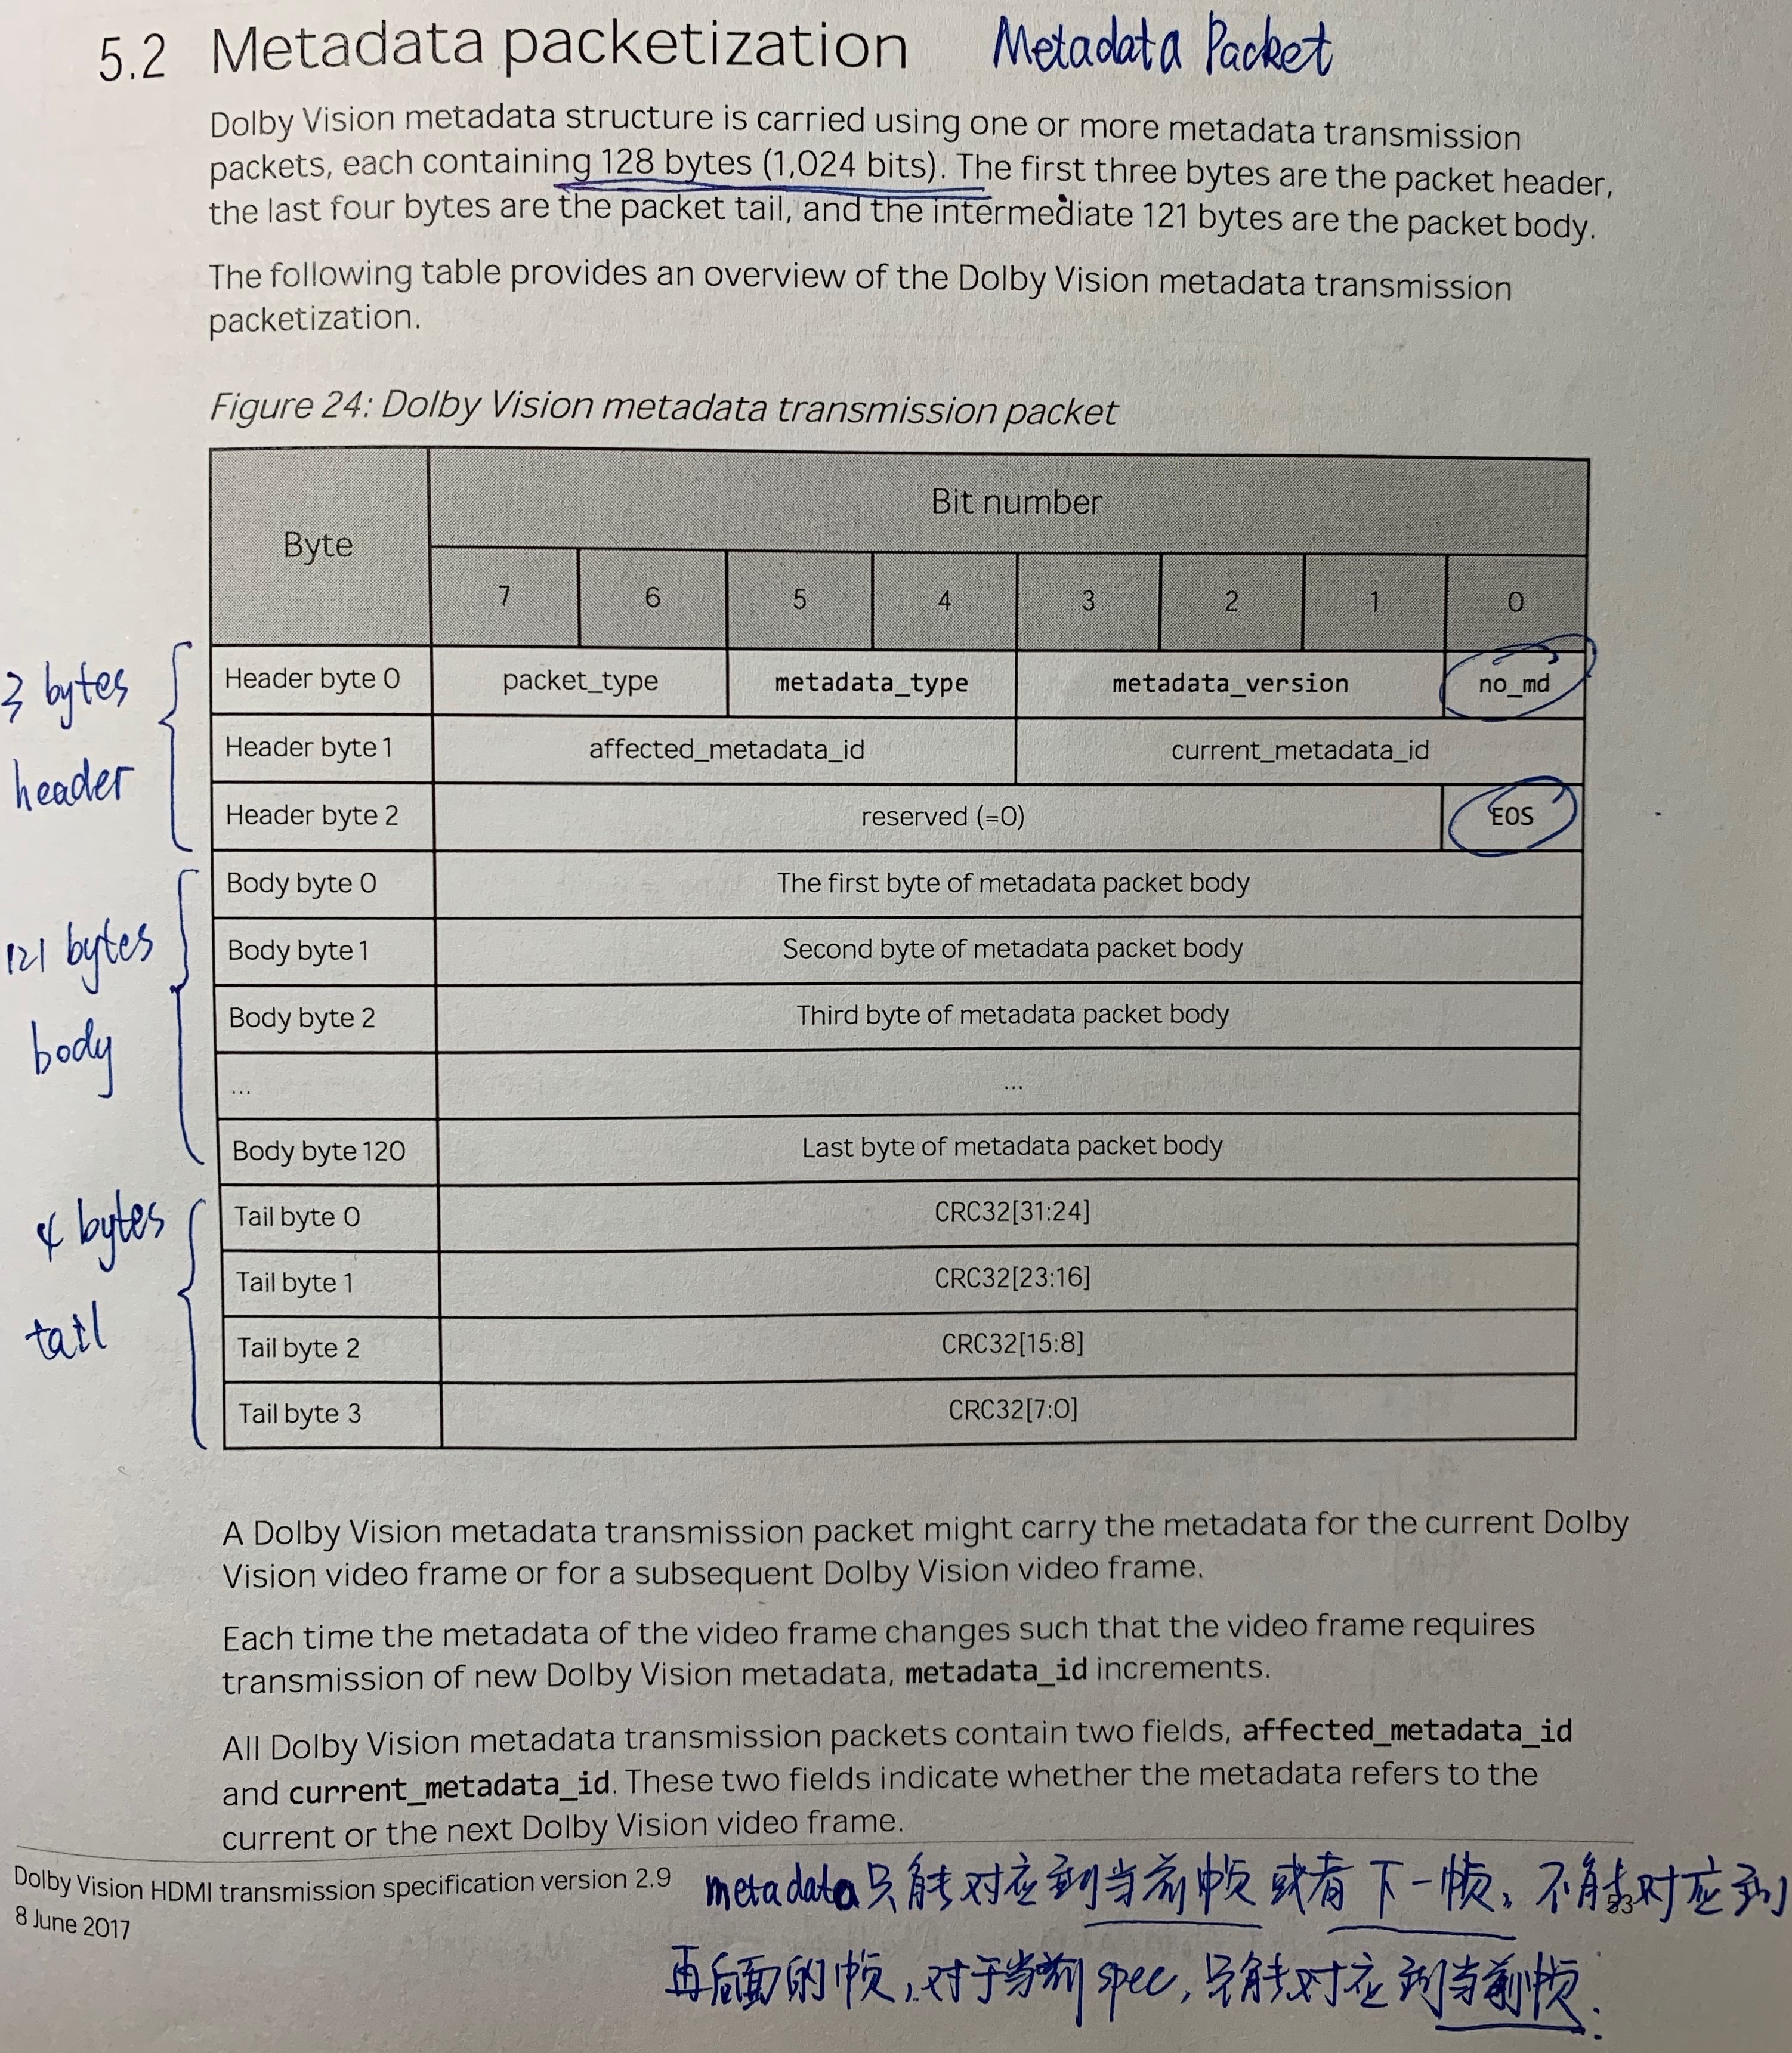 5.2 Metadata packetization Metadata Packet
Dolby Vision metadata structure is carried using one or more metadata transmission
packets, each containing 128 bytes (1,024 bits). The first three bytes are the packet header,
the last four bytes are the packet tail, and the intermediate 121 bytes are the packet body.
The following table provides an overview of the Dolby Vision metadata transmission
packetization.
Figure 24: Dolby Vision metadata transmission packet
Byte
Bit number
7 6 5 4 3 2 1 0
3 bytes
header
Header byte 0 packet_type metadata_type metadata_version no_md
Header byte 1 affected_metadata_id current_metadata_id
Header byte 2 reserved (=0) EOS
121 bytes
body
Body byte 0 The first byte of metadata packet body
Body byte 1 Second byte of metadata packet body
Body byte 2 Third byte of metadata packet body
... ...
Body byte 120 Last byte of metadata packet body
4 bytes
tail
Tail byte 0 CRC32[31:24]
Tail byte 1 CRC32[23:16]
Tail byte 2 CRC32[15:8]
Tail byte 3 CRC32[7:0]
A Dolby Vision metadata transmission packet might carry the metadata for the current Dolby
Vision video frame or for a subsequent Dolby Vision video frame.
Each time the metadata of the video frame changes such that the video frame requires
transmission of new Dolby Vision metadata, metadata_id increments.
All Dolby Vision metadata transmission packets contain two fields, affected_metadata_id
and current_metadata_id. These two fields indicate whether the metadata refers to the
current or the next Dolby Vision video frame.
Dolby Vision HDMI transmission specification version 2.9
8 June 2017
53
metadata只能对应到当前帧或者下一帧。不能对应到
再后面的帧,对于当前spec,只能对应到当前帧.